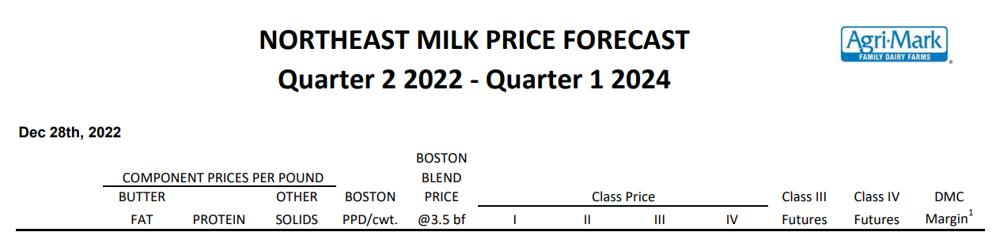 NORTHEAST MILK PRICE FORECAST
Agri-Mark
FAMILY DAIRY FARMS
®
Quarter 2 2022 - Quarter 1 2024
Dec 28th, 2022
BOSTON
COMPONENT PRICES PER POUND BLEND
BUTTER OTHER BOSTON PRICE Class Price Class III Class IV DMC
FAT PROTEIN SOLIDS PPD/cwt. @3.5 bf I II III IV Futures Futures Margin1